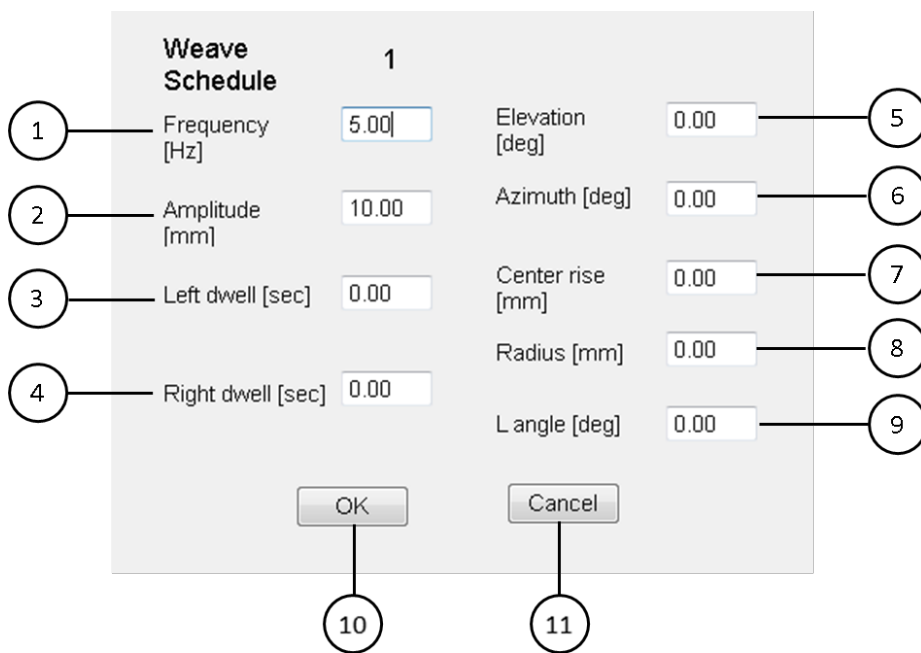 Weave
Schedule
1
1
Frequency
[Hz]
5.00
2
Amplitude
[mm]
10.00
3
Left dwell [sec]
0.00
4
Right dwell [sec]
0.00
Elevation
[deg]
0.00
5
Azimuth [deg]
0.00
6
Center rise
[mm]
0.00
7
Radius [mm]
0.00
8
L angle [deg]
0.00
9
OK
Cancel
10
11